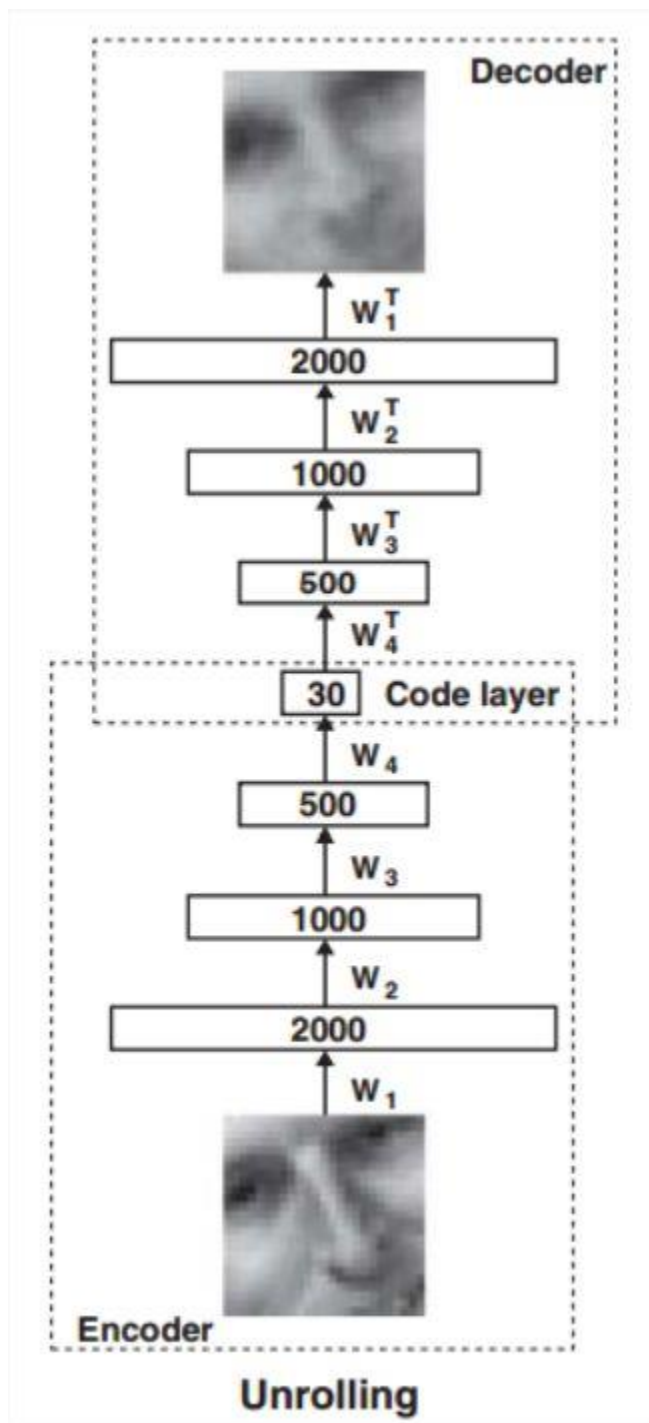 Decoder
W₁ᵀ
2000
W₂ᵀ
1000
W₃ᵀ
500
W₄ᵀ
30 Code layer
W₄
500
W₃
1000
W₂
2000
W₁
Encoder
Unrolling